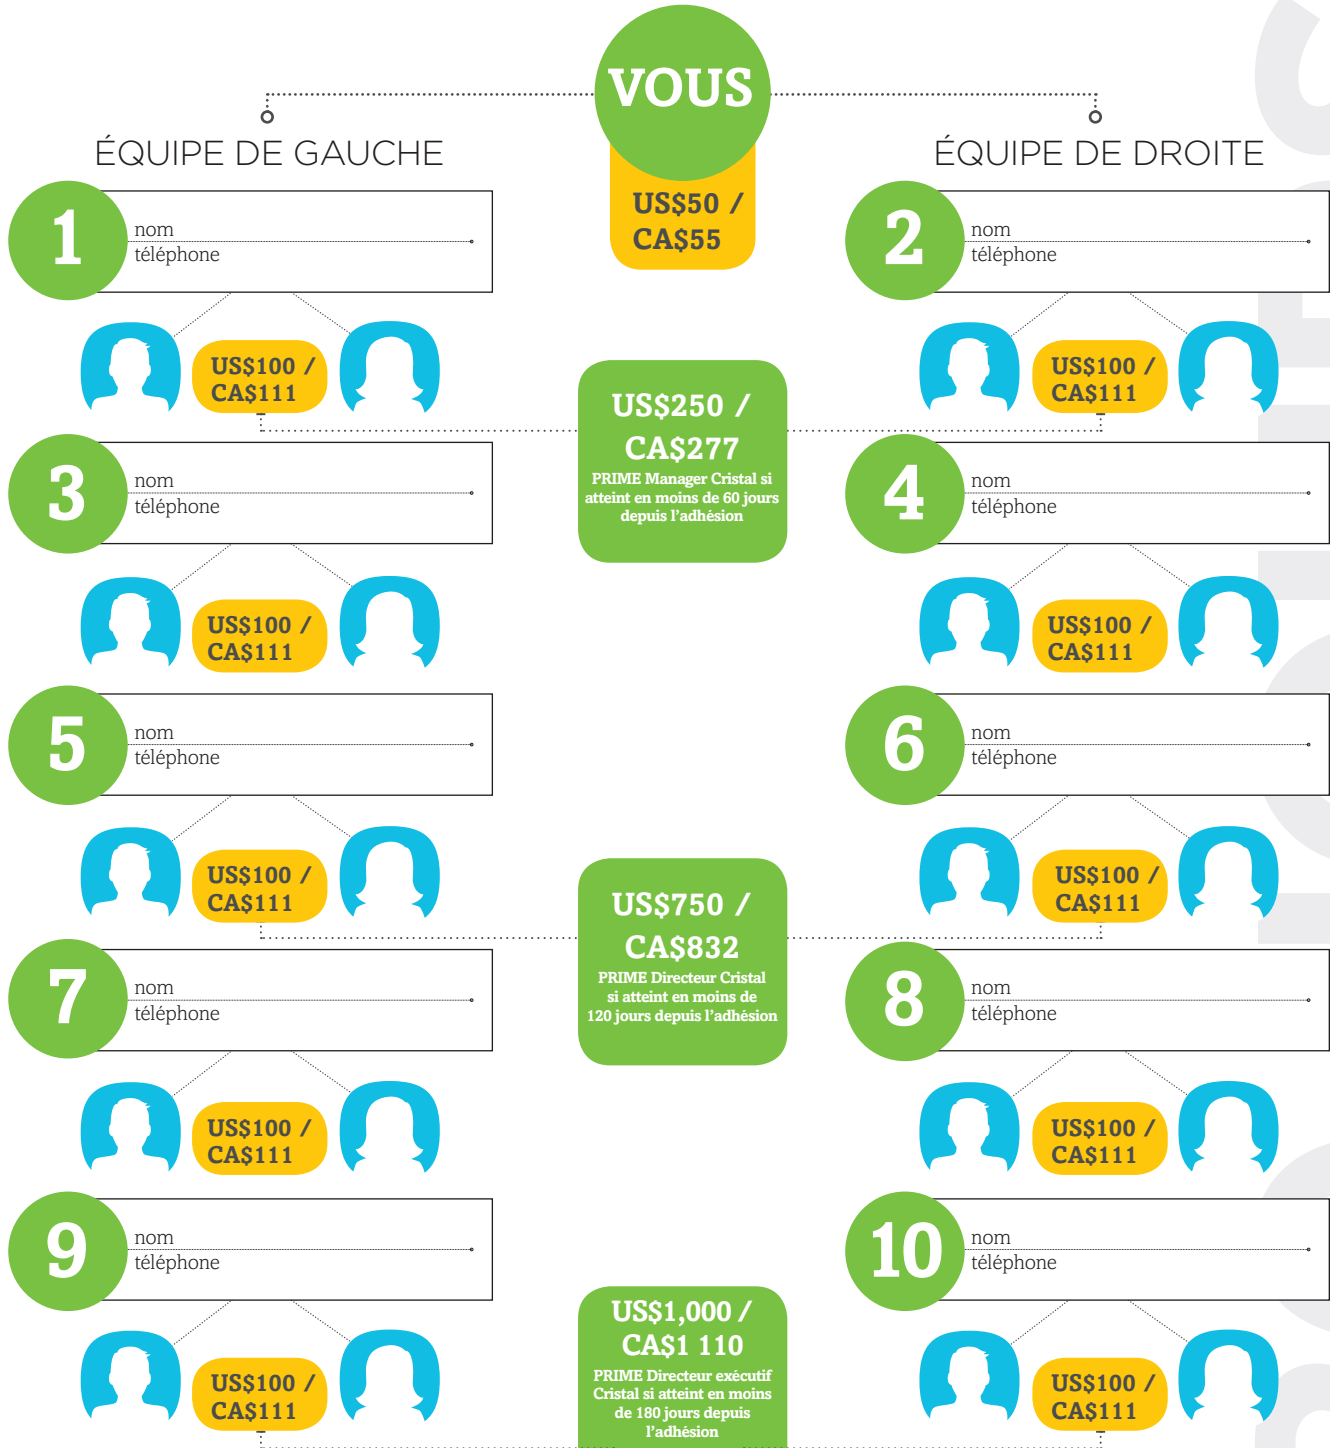 VOUS
US$50 /
CA$55
ÉQUIPE DE GAUCHE
ÉQUIPE DE DROITE
1
nom
téléphone
2
nom
téléphone
US$100 /
CA$111
US$100 /
CA$111
US$250 /
CA$277
PRIME Manager Cristal si
atteint en moins de 60 jours
depuis l’adhésion
3
nom
téléphone
4
nom
téléphone
US$100 /
CA$111
US$100 /
CA$111
5
nom
téléphone
6
nom
téléphone
US$100 /
CA$111
US$100 /
CA$111
US$750 /
CA$832
PRIME Directeur Cristal
si atteint en moins de
120 jours depuis l’adhésion
7
nom
téléphone
8
nom
téléphone
US$100 /
CA$111
US$100 /
CA$111
9
nom
téléphone
10
nom
téléphone
US$1,000 /
CA$1 110
PRIME Directeur exécutif
Cristal si atteint en moins
de 180 jours depuis
l’adhésion
US$100 /
CA$111
US$100 /
CA$111